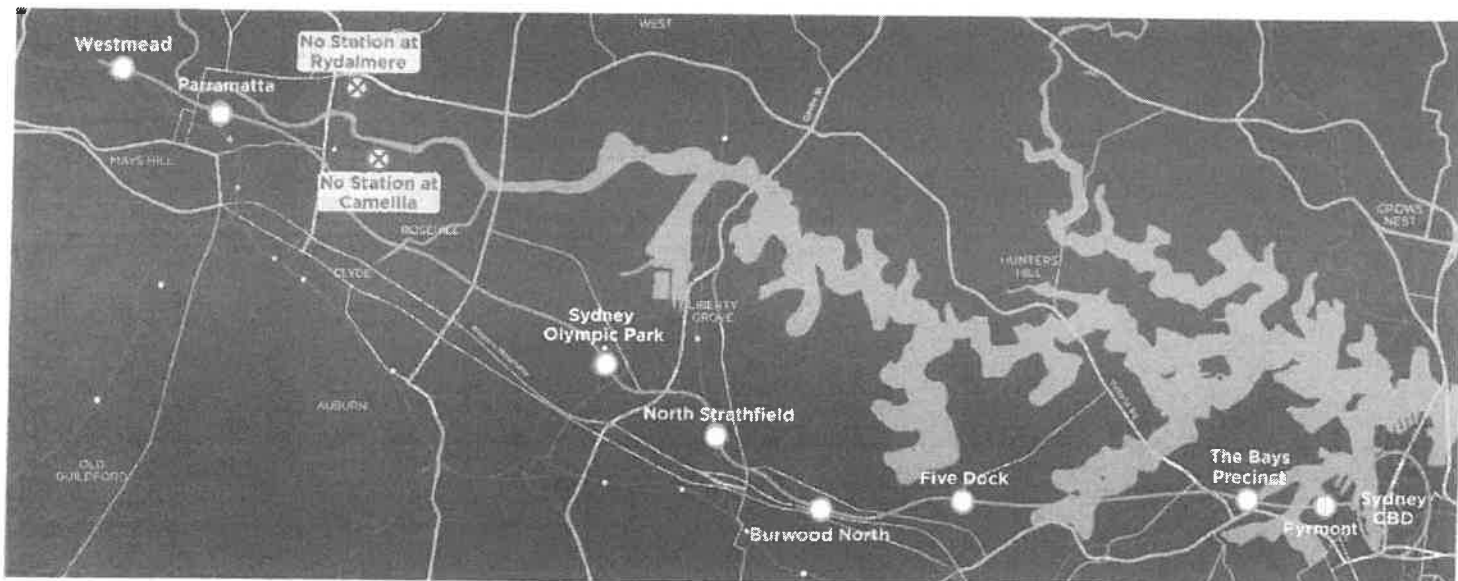 WEST
Westmead
No Station at
Rydalmere
Parramatta
MAYS HILL
No Station at
Camellia
ROSEHILL
CROWS
NEST
HUNTERS
HILL
CLYDE
LIBERTY
GROVE
Sydney
Olympic Park
AUBURN
North Strathfield
OLD
GUILDFORD
The Bays
Precinct
Five Dock
Sydney
CBD
Burwood North
Pyrmont